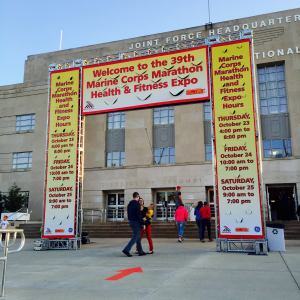 JOINT FORCE HEADQUARTERS
NATIONAL
Welcome to the 39th
Marine Corps Marathon
Health & Fitness Expo
Marine Corps
Marathon
Health and
Fitness Expo
Hours
THURSDAY
October 23
4:00 pm to
8:00 pm
FRIDAY
October 24
10:00 am to
7:00 pm
SATURDAY
October 25
9:00 am to
7:00 pm
Marine Corps
Marathon
Health and
Fitness
Expo
Hours
THURSDAY
October 23
4:00 pm to
8:00 pm
FRIDAY
October 24
10:00 am to
7:00 pm
SATURDAY
October 25
9:00 am to
7:00 pm